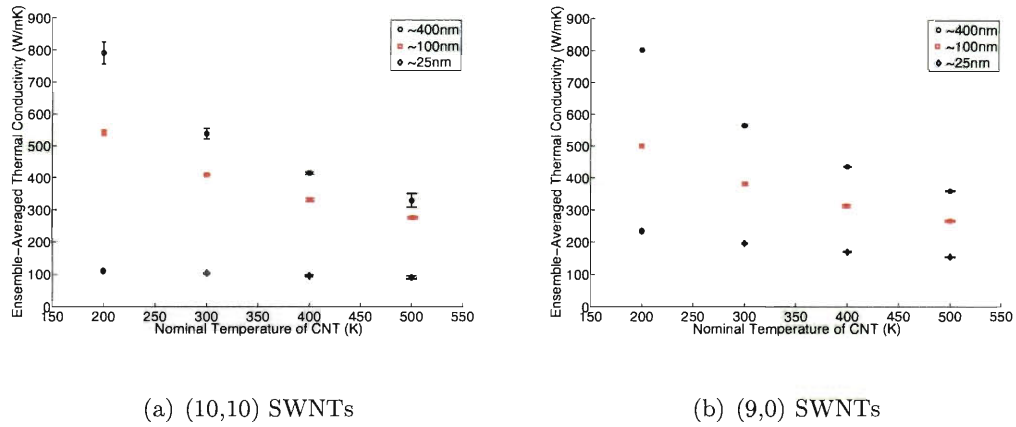 Ensemble−Averaged Thermal Conductivity (W/mK)
900
800
700
600
500
400
300
200
100
0
150 200 250 300 350 400 450 500 550
Nominal Temperature of CNT (K)
~400nm
~100nm
~25nm
(a) (10,10) SWNTs
Ensemble−Averaged Thermal Conductivity (W/mK)
900
800
700
600
500
400
300
200
100
0
150 200 250 300 350 400 450 500 550
Nominal Temperature of CNT (K)
~400nm
~100nm
~25nm
(b) (9,0) SWNTs